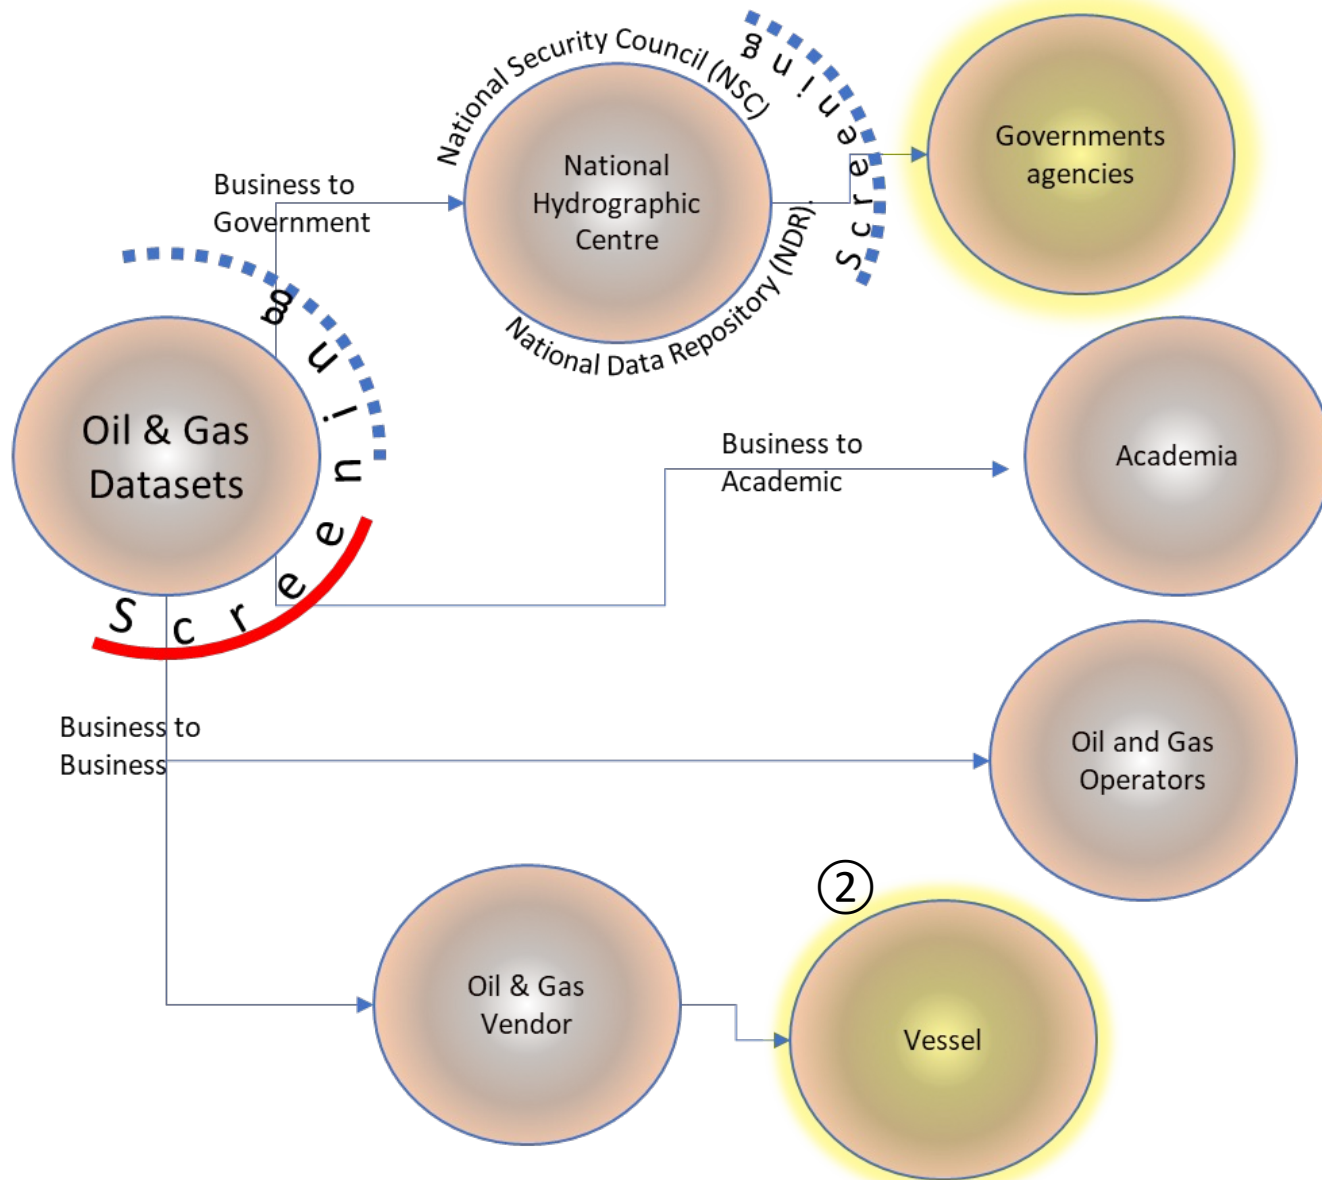 National Security Council (NSC)
National
Hydrographic
Centre
National Data Repository (NDR).
Screening
Governments
agencies
Business to
Government
Oil & Gas
Datasets
Screening
Business to
Academic
Academia
Business to
Business
Oil and Gas
Operators
Oil & Gas
Vendor
②
Vessel